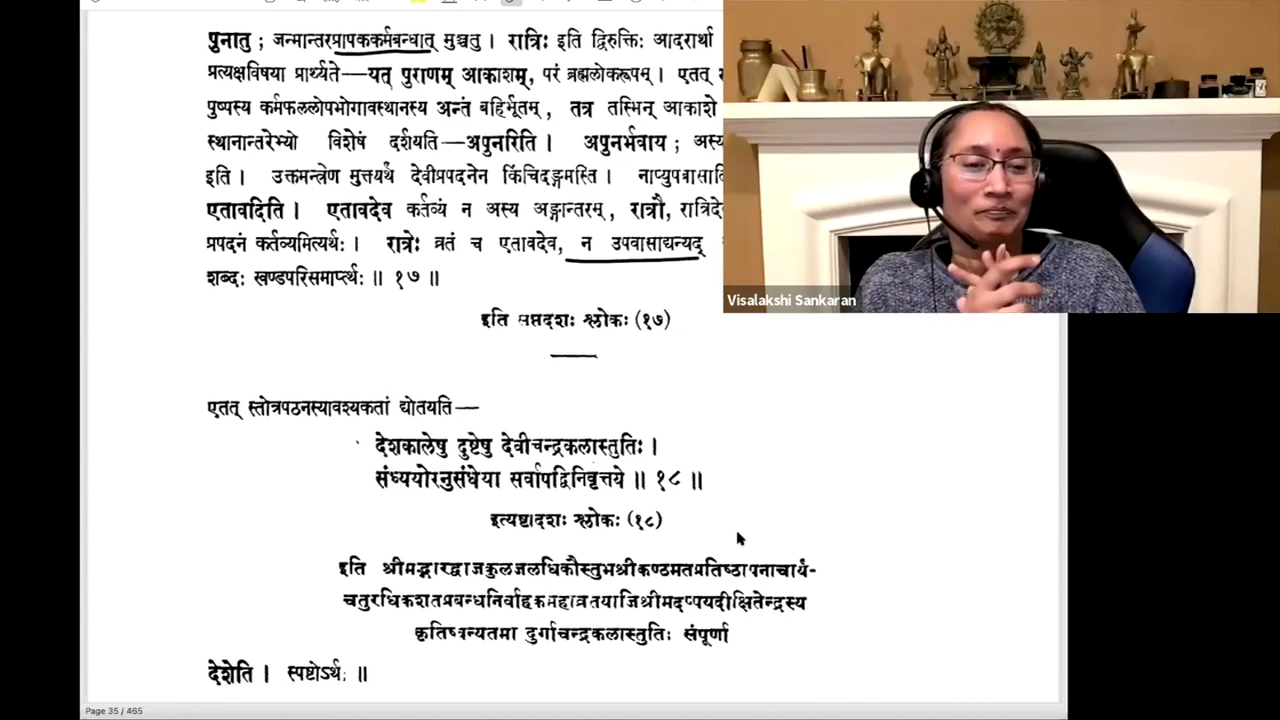 पुनातु ; जन्मान्तरप्रापककर्मबन्धात् मुञ्चतु । रात्रिः इति द्विरुक्तिः आदरार्था
प्रत्यक्षविषया प्रार्थ्यते—यत् पुराणम् आकाशम्, परं ब्रह्मलोकरूपम् । एतत्
पुष्पस्य कर्मफललोपभोगावस्थानस्य अन्तं बहिर्भूतम् , तत्र तस्मिन् आकाशे
स्थानान्तरेभ्यो विशेषं दर्शयति—अपुनरिति । अपुनर्भवाय ; अस्य
इति । उक्तमन्त्रेण मुत्तयर्थं देवीप्रपदनेन किंचिदङ्गमस्ति । नाप्युपवासादि
एतावदिति । एतावदेव कर्तव्यं न अस्य अङ्गान्तरम् , रात्रौ, रात्रिदे
प्रपदनं कर्तव्यमित्यर्थः । रात्रेः व्रतं च एतावदेव, न उपवासाद्यन्यद्
शब्दः खण्डपरिसमाप्त्यर्थः ॥ १७ ॥
इति सप्तदशः श्लोकः (१७)
एतत् स्तोत्रपठनस्यावश्यकतां द्योतयति—
देशकालेषु दुष्टेषु देवीचन्द्रकलास्तुतिः ।
संध्ययोरनुसंधेया सर्वापद्विनिवृत्तये ॥ १८ ॥
इत्यष्टादशः श्लोकः (१८)
इति श्रीमद्भारद्वाजकुलजलधिकौस्तुभश्रीकण्ठमतप्रतिष्ठापनाचार्य-
चतुरधिकशतप्रबन्धनिर्वाहकमहाव्रतयाजिश्रीमदप्पयदीक्षितेन्द्रस्य
कृतिष्वन्यतमा दुर्गाचन्द्रकलास्तुतिः संपूर्णा
देशेति । स्पष्टोऽर्थः ॥
Visalakshi Sankaran
Page 35 / 465